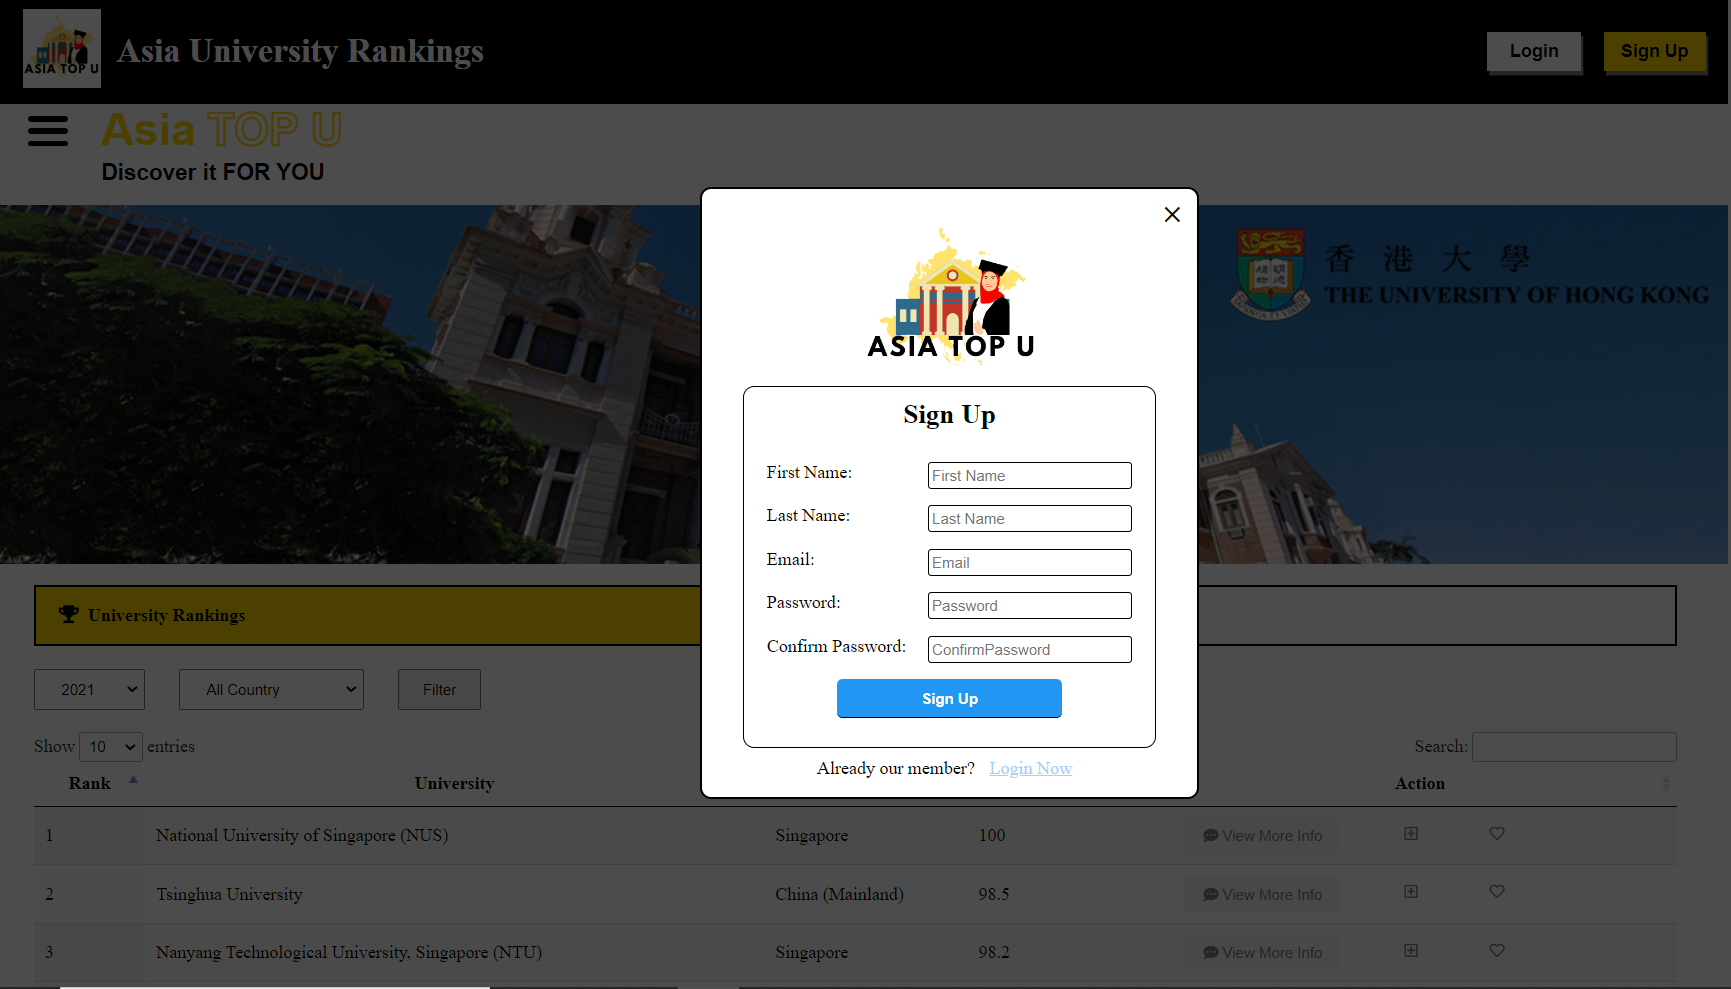 ASIA TOP U
Asia University Rankings
Login
Sign Up
Asia TOP U
Discover it FOR YOU
香港大學
THE UNIVERSITY OF HONG KONG
ASIA TOP U
Sign Up
First Name: First Name
Last Name: Last Name
Email: Email
Password: Password
Confirm Password: ConfirmPassword
Sign Up
Already our member? Login Now
University Rankings
2021 All Country Filter
Show 10 entries Search:
Rank University Action
1 National University of Singapore (NUS) Singapore 100 View More Info
2 Tsinghua University China (Mainland) 98.5 View More Info
3 Nanyang Technological University, Singapore (NTU) Singapore 98.2 View More Info